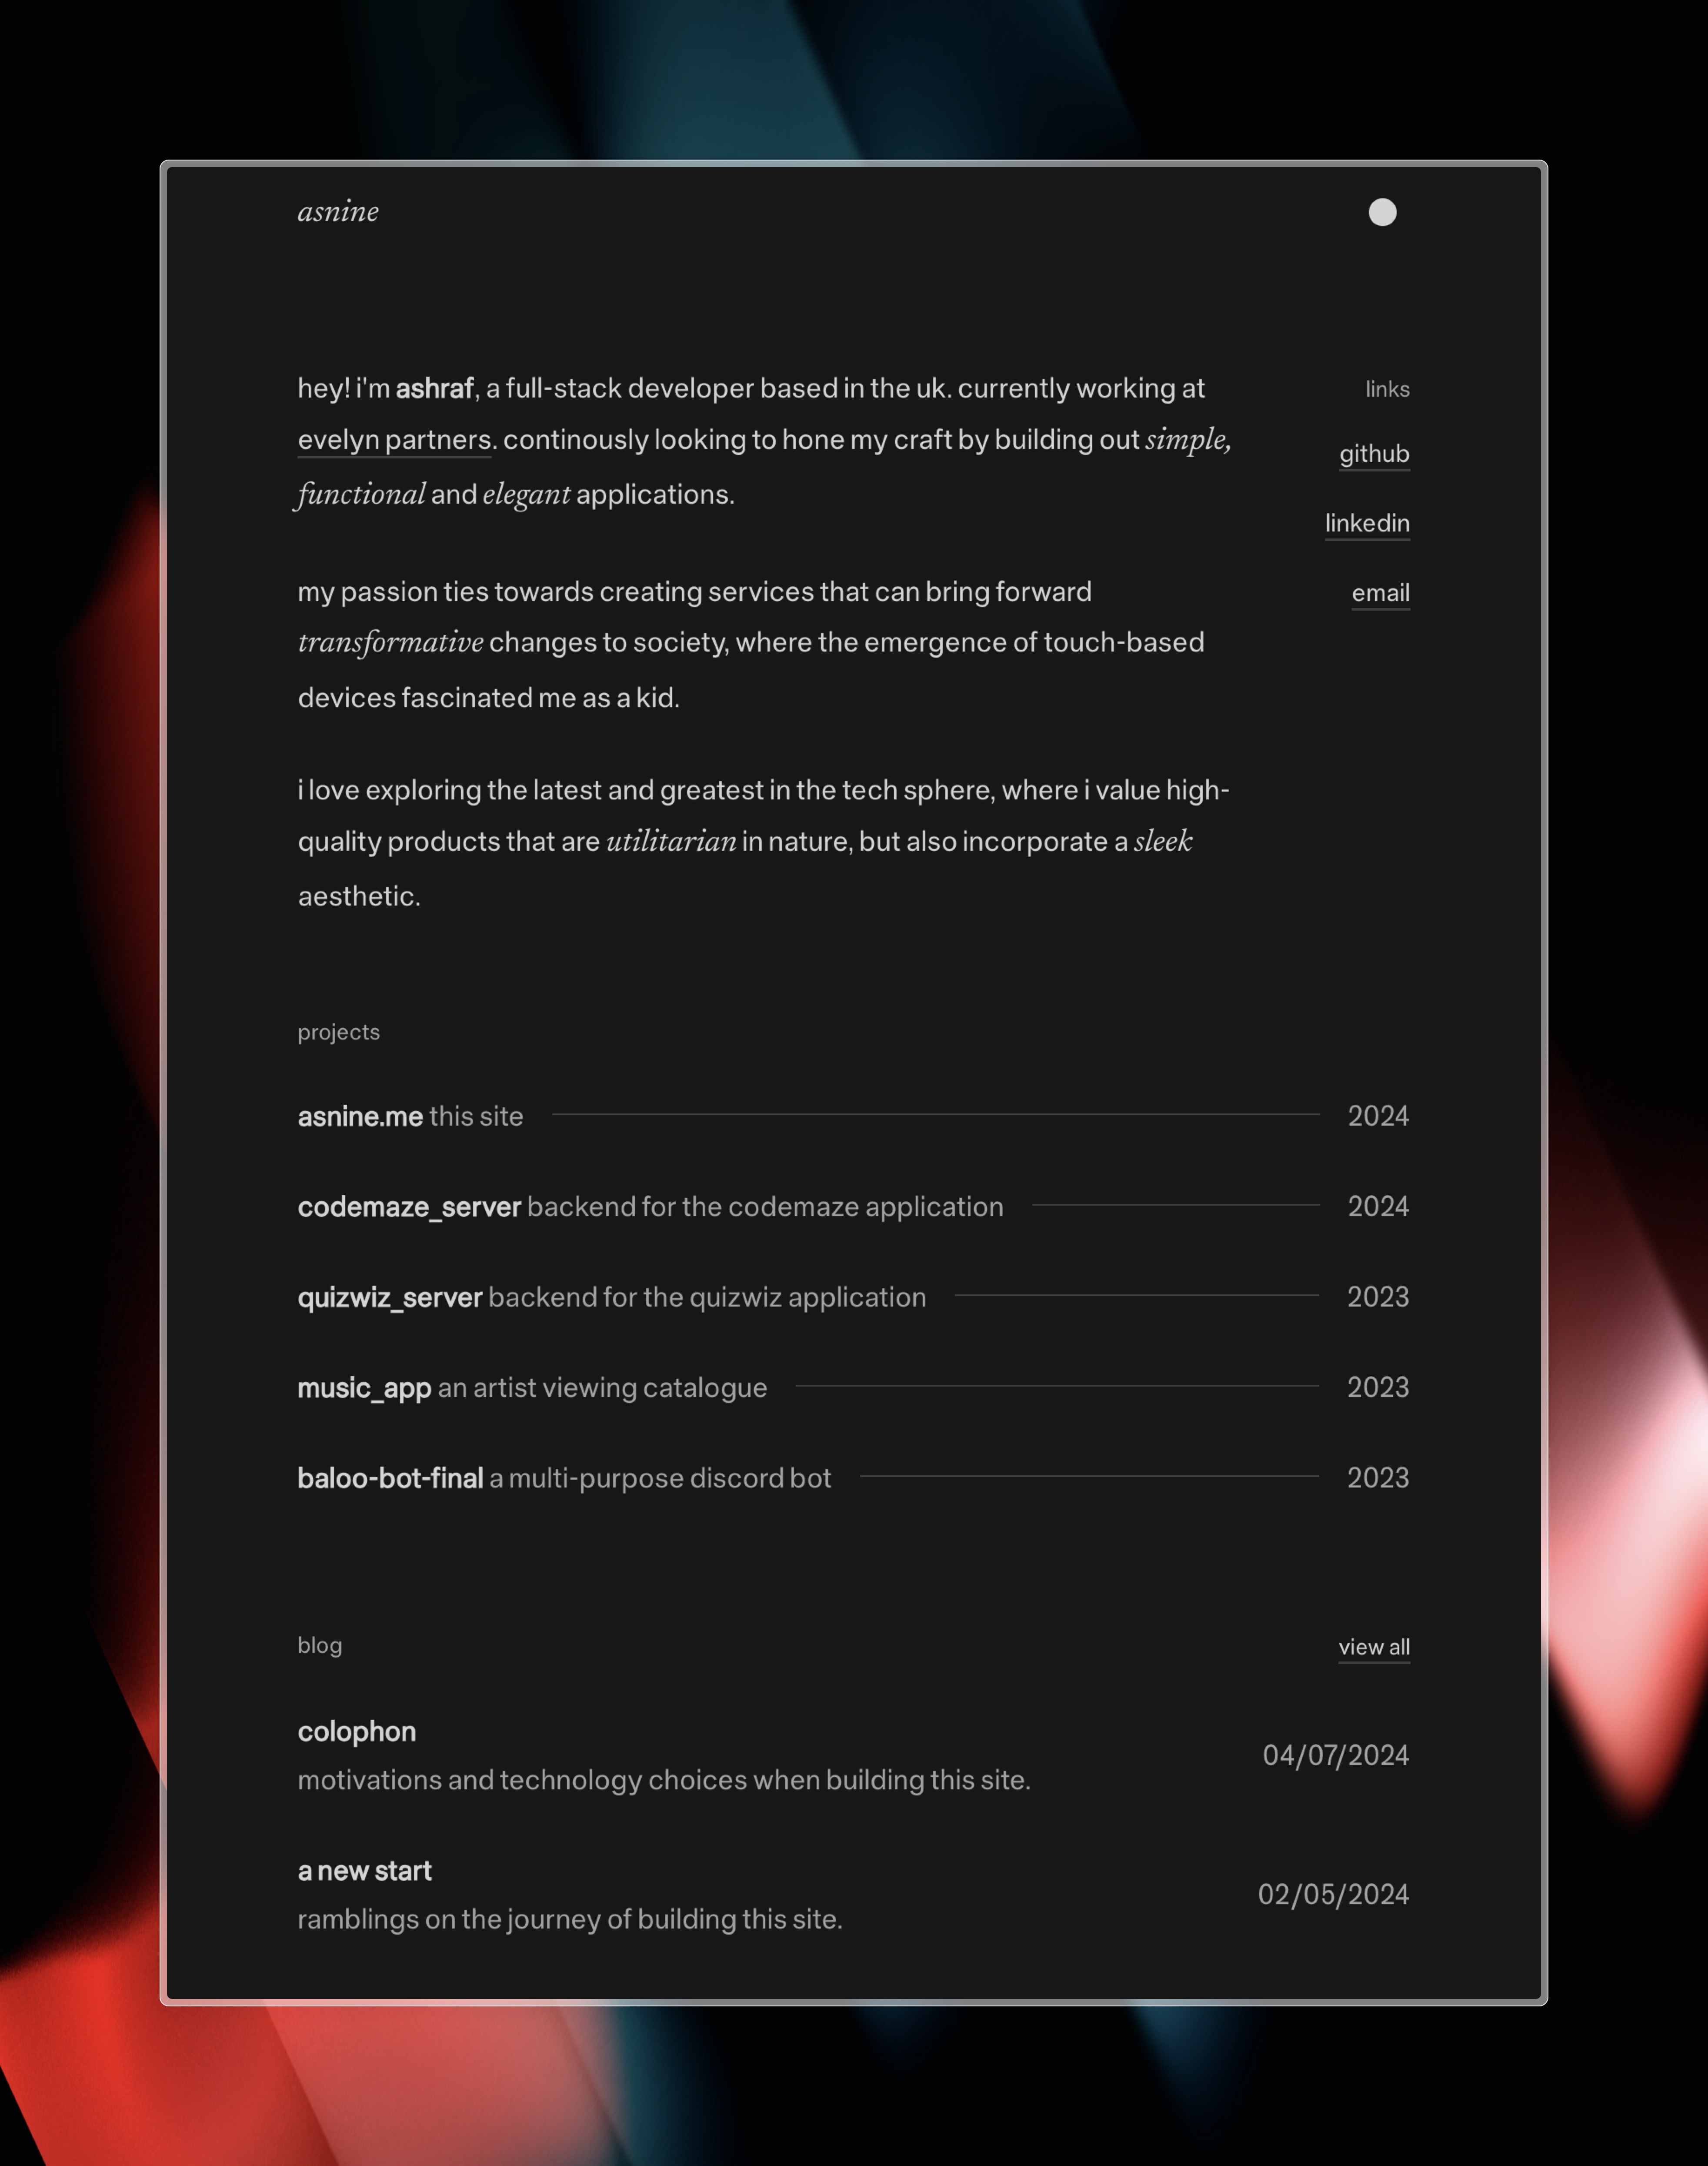 asnine
hey! i'm ashraf, a full-stack developer based in the uk. currently working at
evelyn partners. continously looking to hone my craft by building out simple,
functional and elegant applications.
my passion ties towards creating services that can bring forward
transformative changes to society, where the emergence of touch-based
devices fascinated me as a kid.
i love exploring the latest and greatest in the tech sphere, where i value high-
quality products that are utilitarian in nature, but also incorporate a sleek
aesthetic.
links
github
linkedin
email
projects
asnine.me this site 2024
codemaze_server backend for the codemaze application 2024
quizwiz_server backend for the quizwiz application 2023
music_app an artist viewing catalogue 2023
baloo-bot-final a multi-purpose discord bot 2023
blog
view all
colophon
motivations and technology choices when building this site.
04/07/2024
a new start
ramblings on the journey of building this site.
02/05/2024